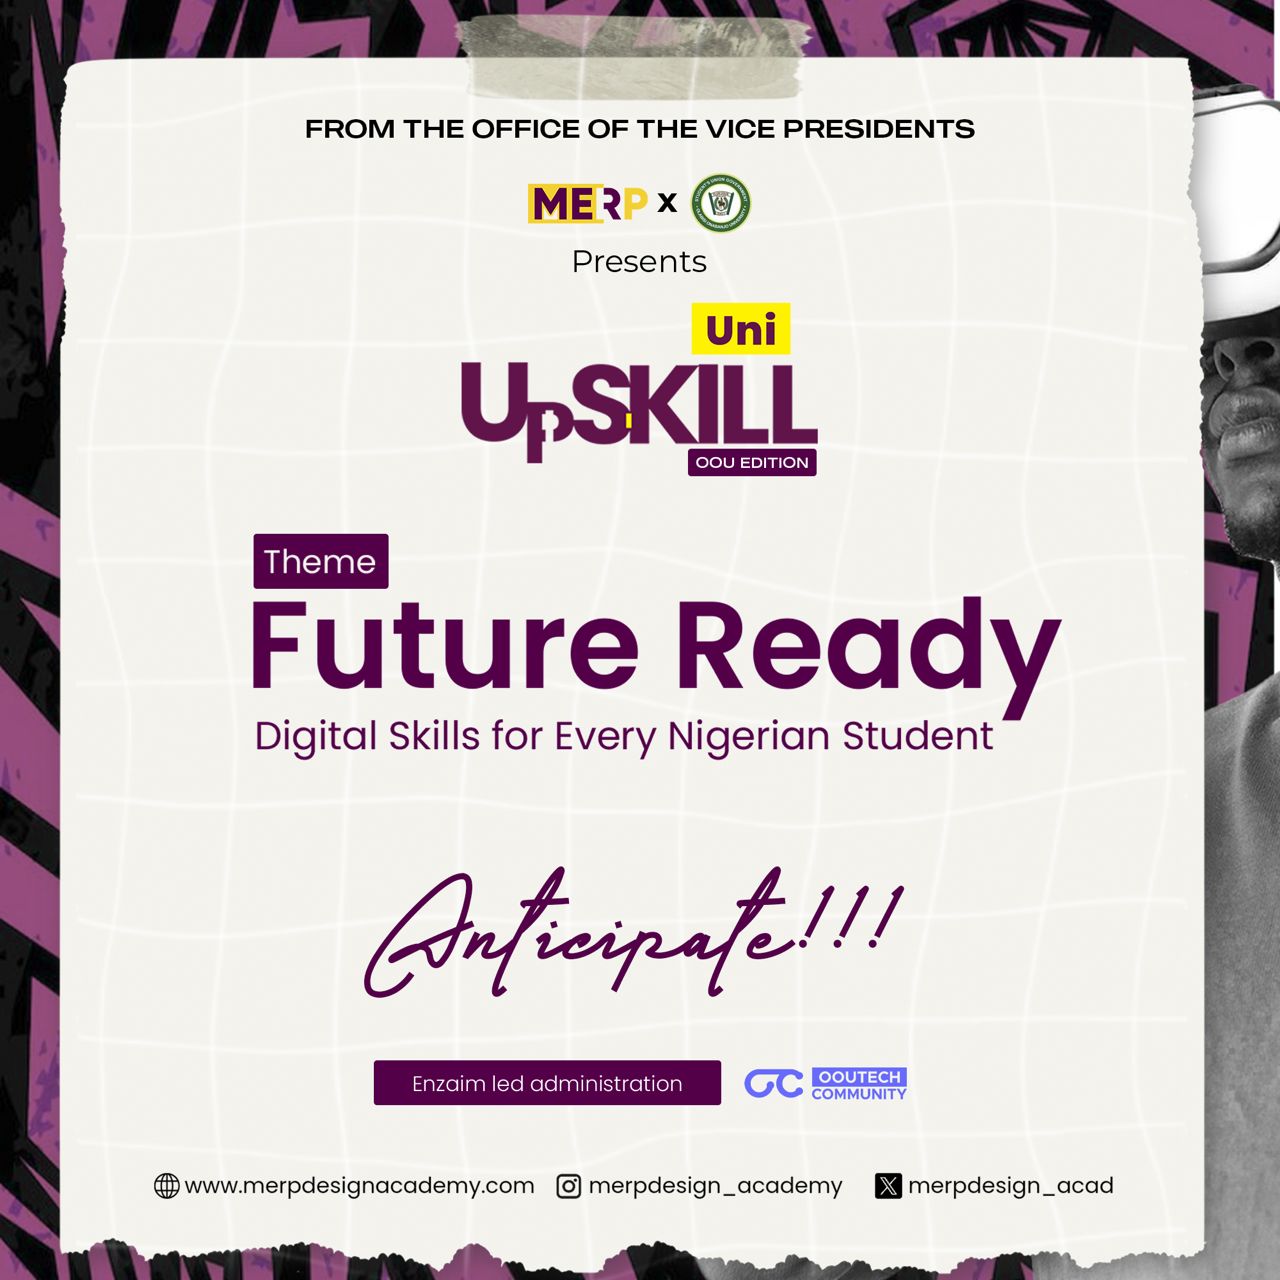 FROM THE OFFICE OF THE VICE PRESIDENTS
MERP x
Presents
Uni
UpSKILL
OOU EDITION
Theme
Future Ready
Digital Skills for Every Nigerian Student
Anticipate!!!
Enzaim led administration
OOUTECH
COMMUNITY
www.merpdesignacademy.com merpdesign_academy merpdesign_acad